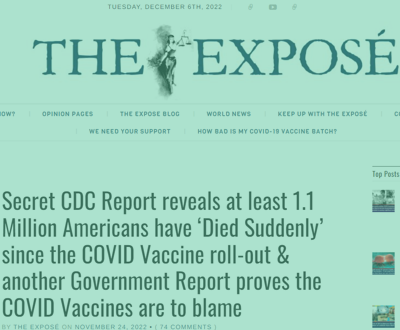 TUESDAY, DECEMBER 6TH, 2022
THE EXPOSÉ
OW? OPINION PAGES THE EXPOSE BLOG WORLD NEWS KEEP UP WITH THE EXPOSÉ
WE NEED YOUR SUPPORT HOW BAD IS MY COVID-19 VACCINE BATCH?
Top Posts
Secret CDC Report reveals at least 1.1
Million Americans have ‘Died Suddenly’
since the COVID Vaccine roll-out &
another Government Report proves the
COVID Vaccines are to blame
BY THE EXPOSÉ ON NOVEMBER 24, 2022 • ( 74 COMMENTS )